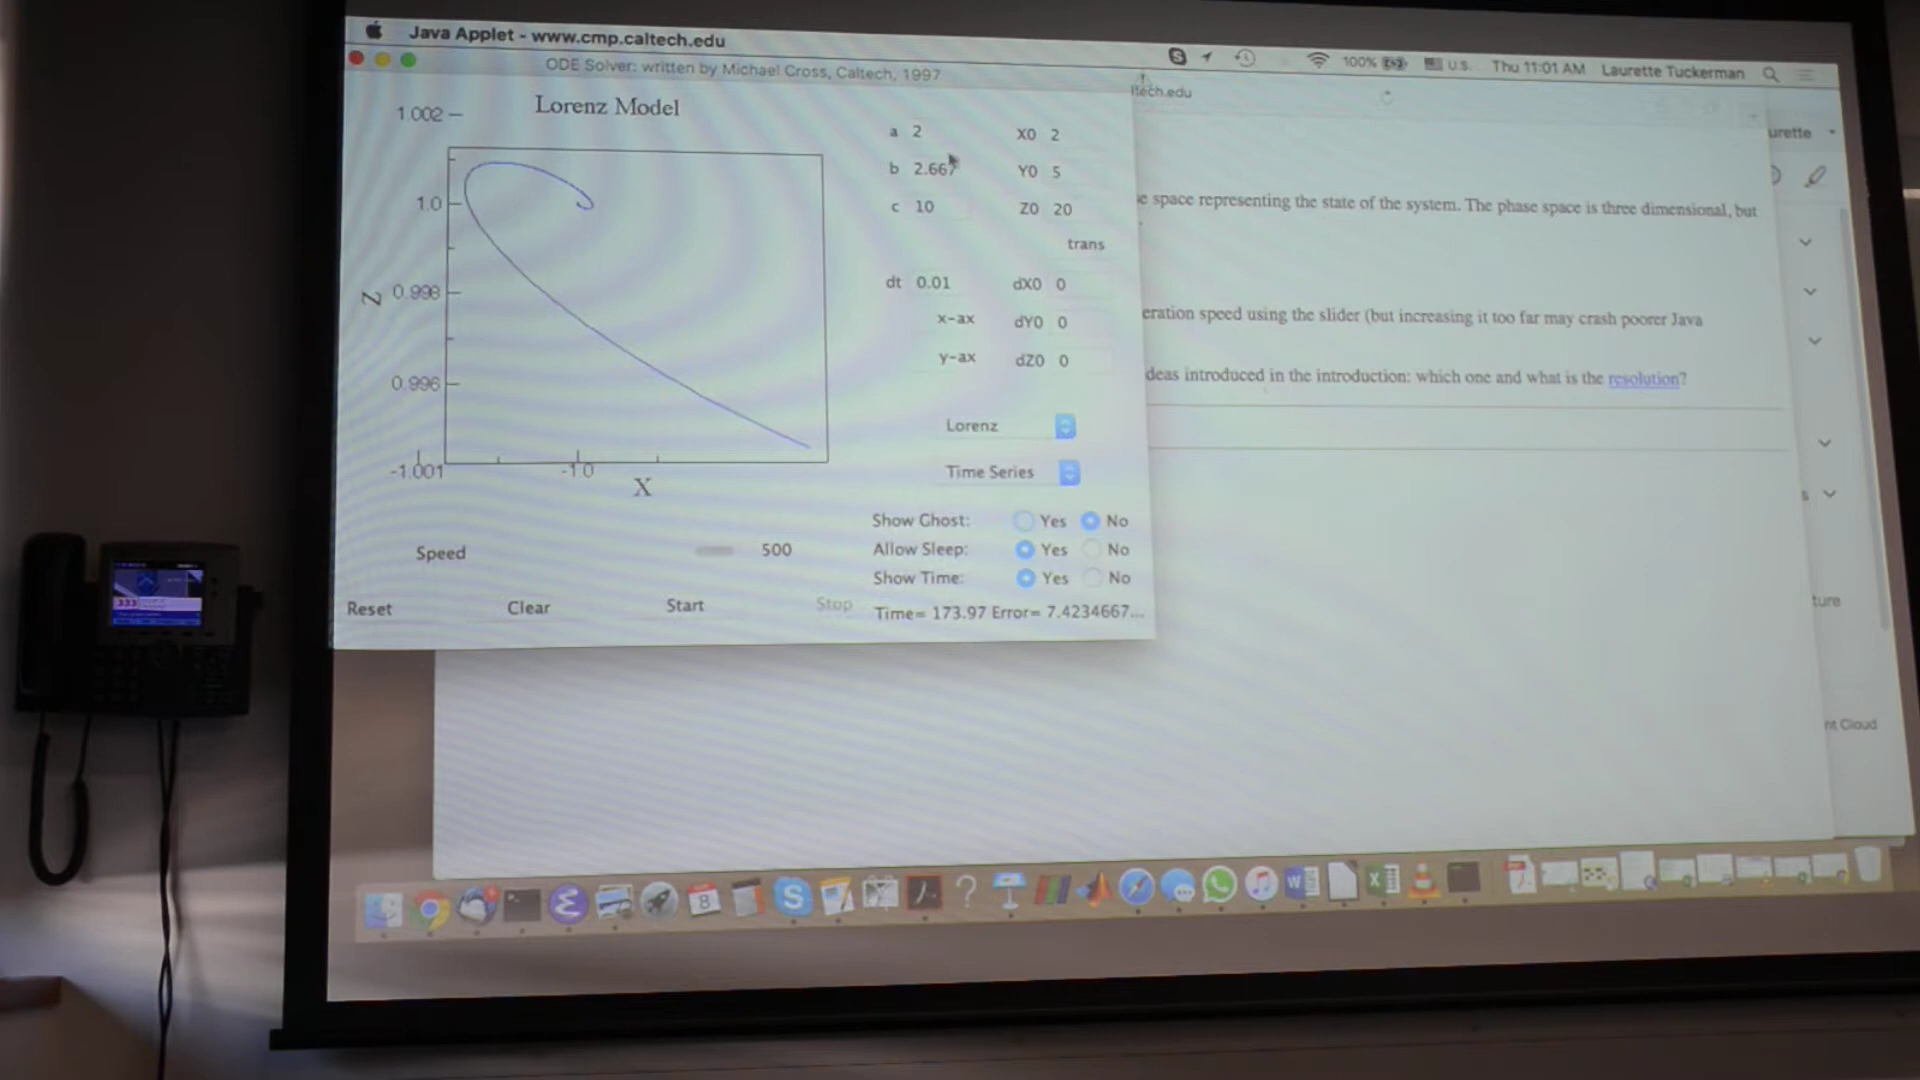 Java Applet - www.cmp.caltech.edu
100%
U.S.
Thu 11:01 AM
Laurette Tuckerman
ODE Solver: written by Michael Cross, Caltech, 1997
ltech.edu
urette
Lorenz Model
1.002
1.0
0.998
0.996
Z
-1.001
-1.0
X
a 2
X0 2
b 2.667
Y0 5
c 10
Z0 20
trans
dt 0.01
dX0 0
x-ax
dY0 0
y-ax
dZ0 0
Lorenz
Time Series
Show Ghost: Yes No
Allow Sleep: Yes No
Show Time: Yes No
Speed
500
Reset
Clear
Start
Stop
Time= 173.97 Error= 7.4234667...
e space representing the state of the system. The phase space is three dimensional, but
eration speed using the slider (but increasing it too far may crash poorer Java
deas introduced in the introduction: which one and what is the resolution?
s
ture
nt Cloud
8
W
X
S
?